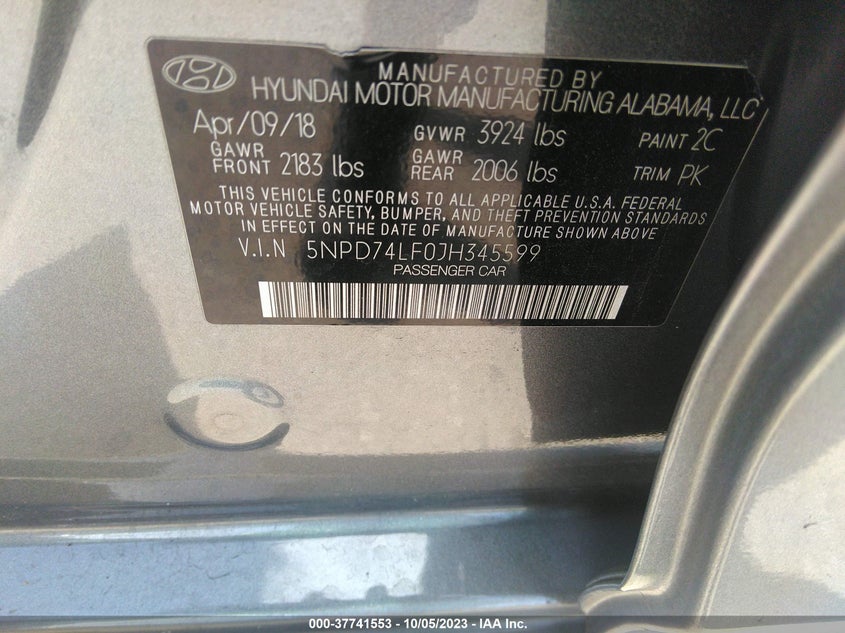 MANUFACTURED BY
HYUNDAI MOTOR MANUFACTURING ALABAMA, LLC
Apr/09/18 GVWR 3924 lbs PAINT 2C
GAWR FRONT 2183 lbs GAWR REAR 2006 lbs TRIM PK
THIS VEHICLE CONFORMS TO ALL APPLICABLE U.S.A. FEDERAL
MOTOR VEHICLE SAFETY, BUMPER, AND THEFT PREVENTION STANDARDS
IN EFFECT ON THE DATE OF MANUFACTURE SHOWN ABOVE
V.I.N 5NPD74LF0JH345599
PASSENGER CAR
000-37741553 - 10/05/2023 - IAA Inc.